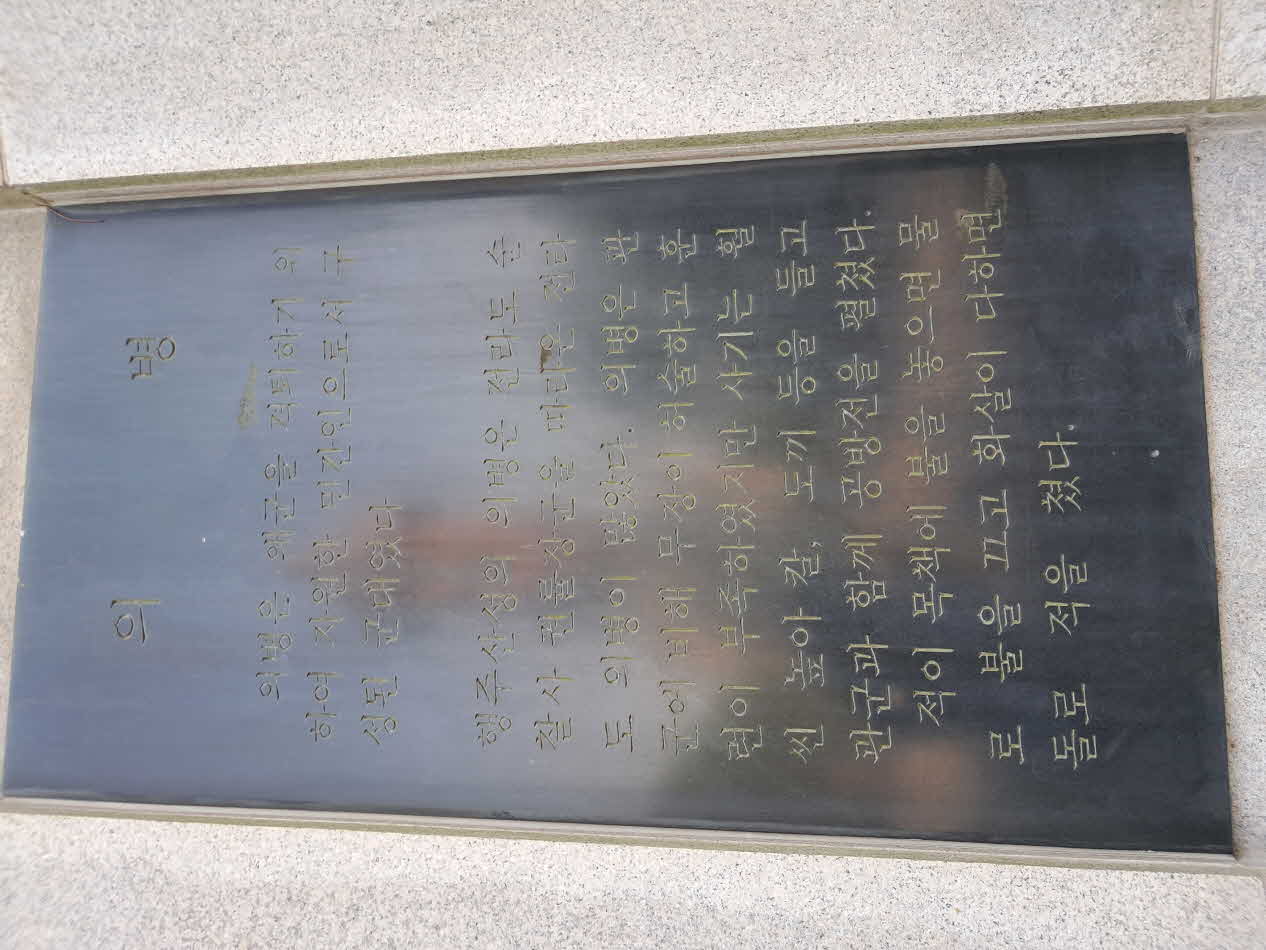 의 병
의병은 왜군을 격퇴하기 위
하여 자원한 민간인으로서 구
성된 군대였다
행주산성의 의병은 전라도 순
찰사 권율장군을 따라온 전라
도 의병이 많았다. 의병은 관
군에 비해 무장이 허술하고 훈
련이 부족하였지만 사기는 훨
씬 높아 칼, 도끼 등을 들고
관군과 함께 공방전을 펼쳤다.
적이 목책에 불을 놓으면 물
로 불을 끄고 화살이 다하면
돌로 적을 쳤다.